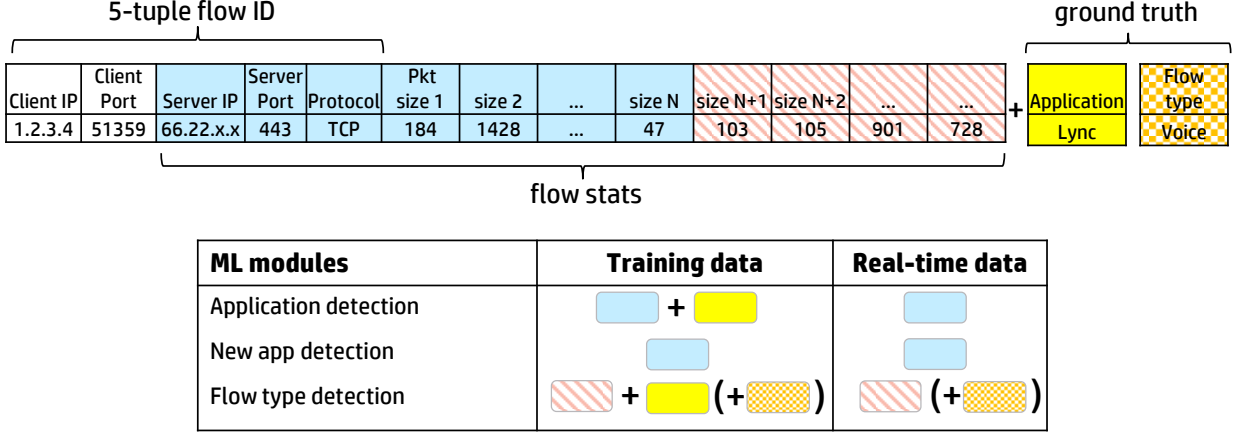 5-tuple flow ID
ground truth
Client IP Client Port Server IP Server Port Protocol Pkt size 1 size 2 ... size N size N+1 size N+2 ... ... + Application Flow type
1.2.3.4 51359 66.22.x.x 443 TCP 184 1428 ... 47 103 105 901 728 Lync Voice
flow stats
ML modules Training data Real-time data
Application detection +
New app detection
Flow type detection + (+ ) (+ )